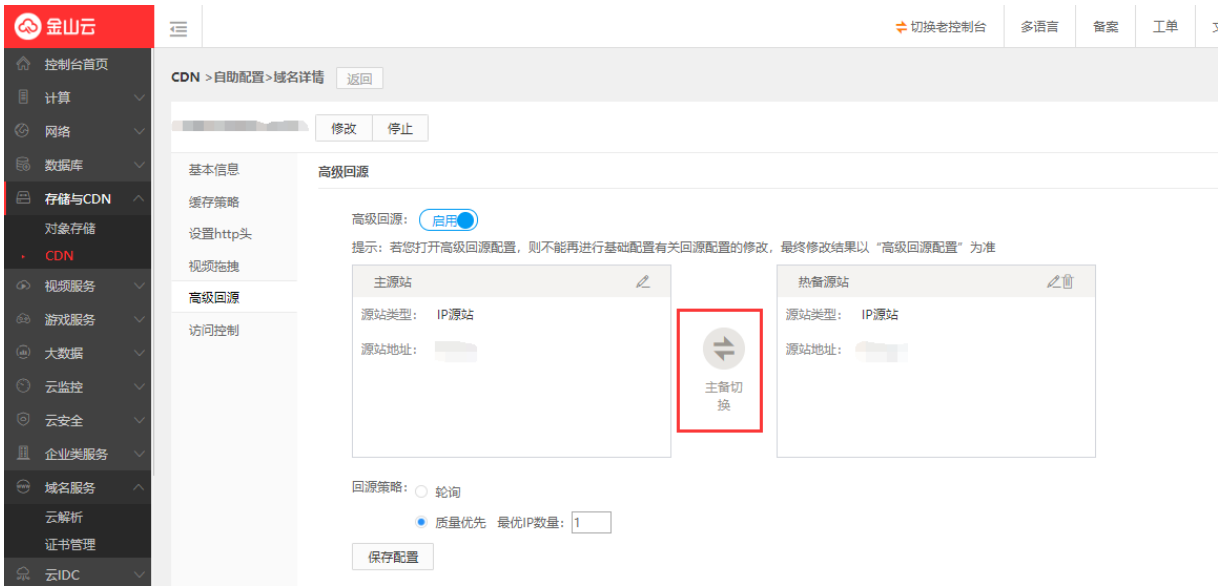 金山云
切换老控制台 多语言 备案 工单
控制台首页
计算
网络
数据库
存储与CDN
对象存储
CDN
视频服务
游戏服务
大数据
云监控
云安全
企业类服务
域名服务
云解析
证书管理
云IDC
CDN >自助配置>域名详情 返回
修改 停止
基本信息
缓存策略
设置http头
视频拖拽
高级回源
访问控制
高级回源
高级回源: 启用
提示:若您打开高级回源配置,则不能再进行基础配置有关回源配置的修改,最终修改结果以“高级回源配置”为准
主源站
源站类型: IP源站
源站地址:
主备切
换
热备源站
源站类型: IP源站
源站地址:
回源策略: 轮询
质量优先 最优IP数量: 1
保存配置